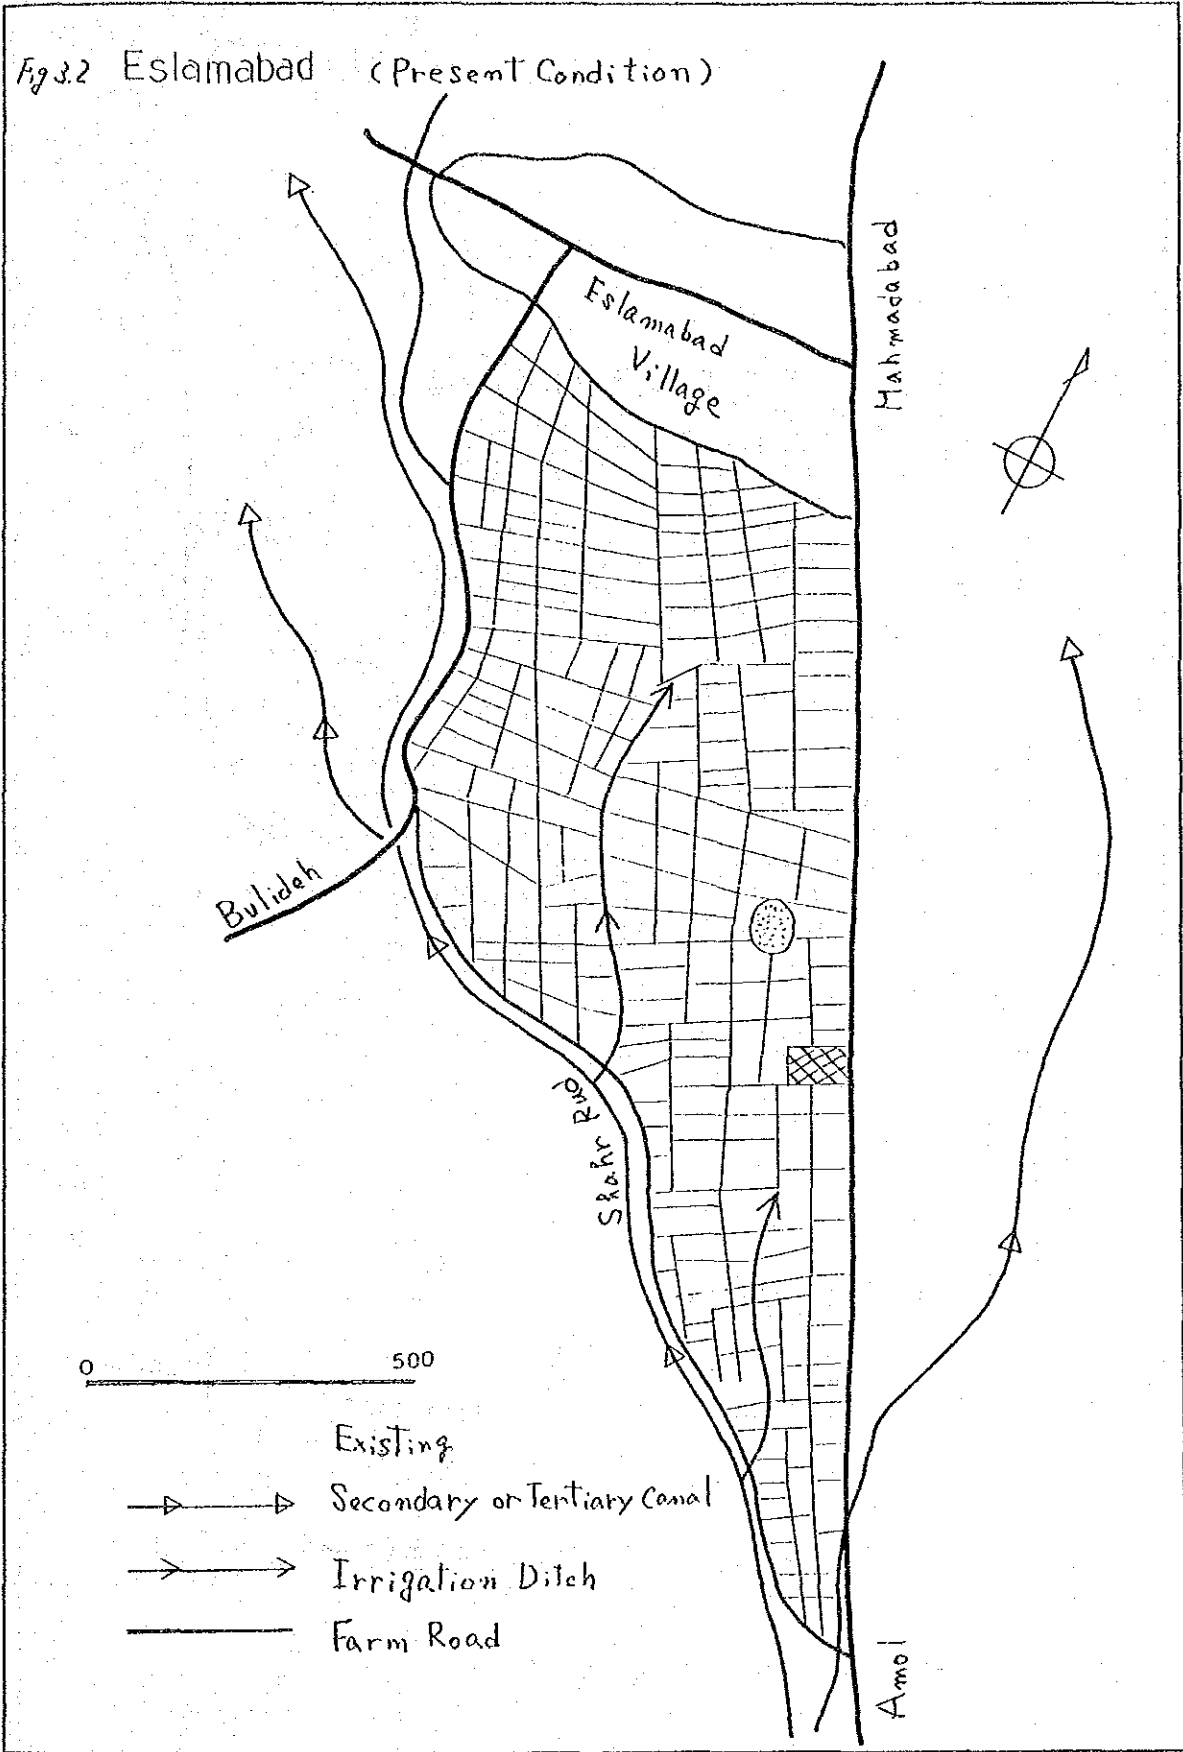 Fig 3.2 Eslamabad (Present Condition)
Mahmadabad
Eslamabad
Village
Bulideh
Shahr Rud
0 500
Existing
Secondary or Tertiary Canal
Irrigation Ditch
Farm Road
Amol